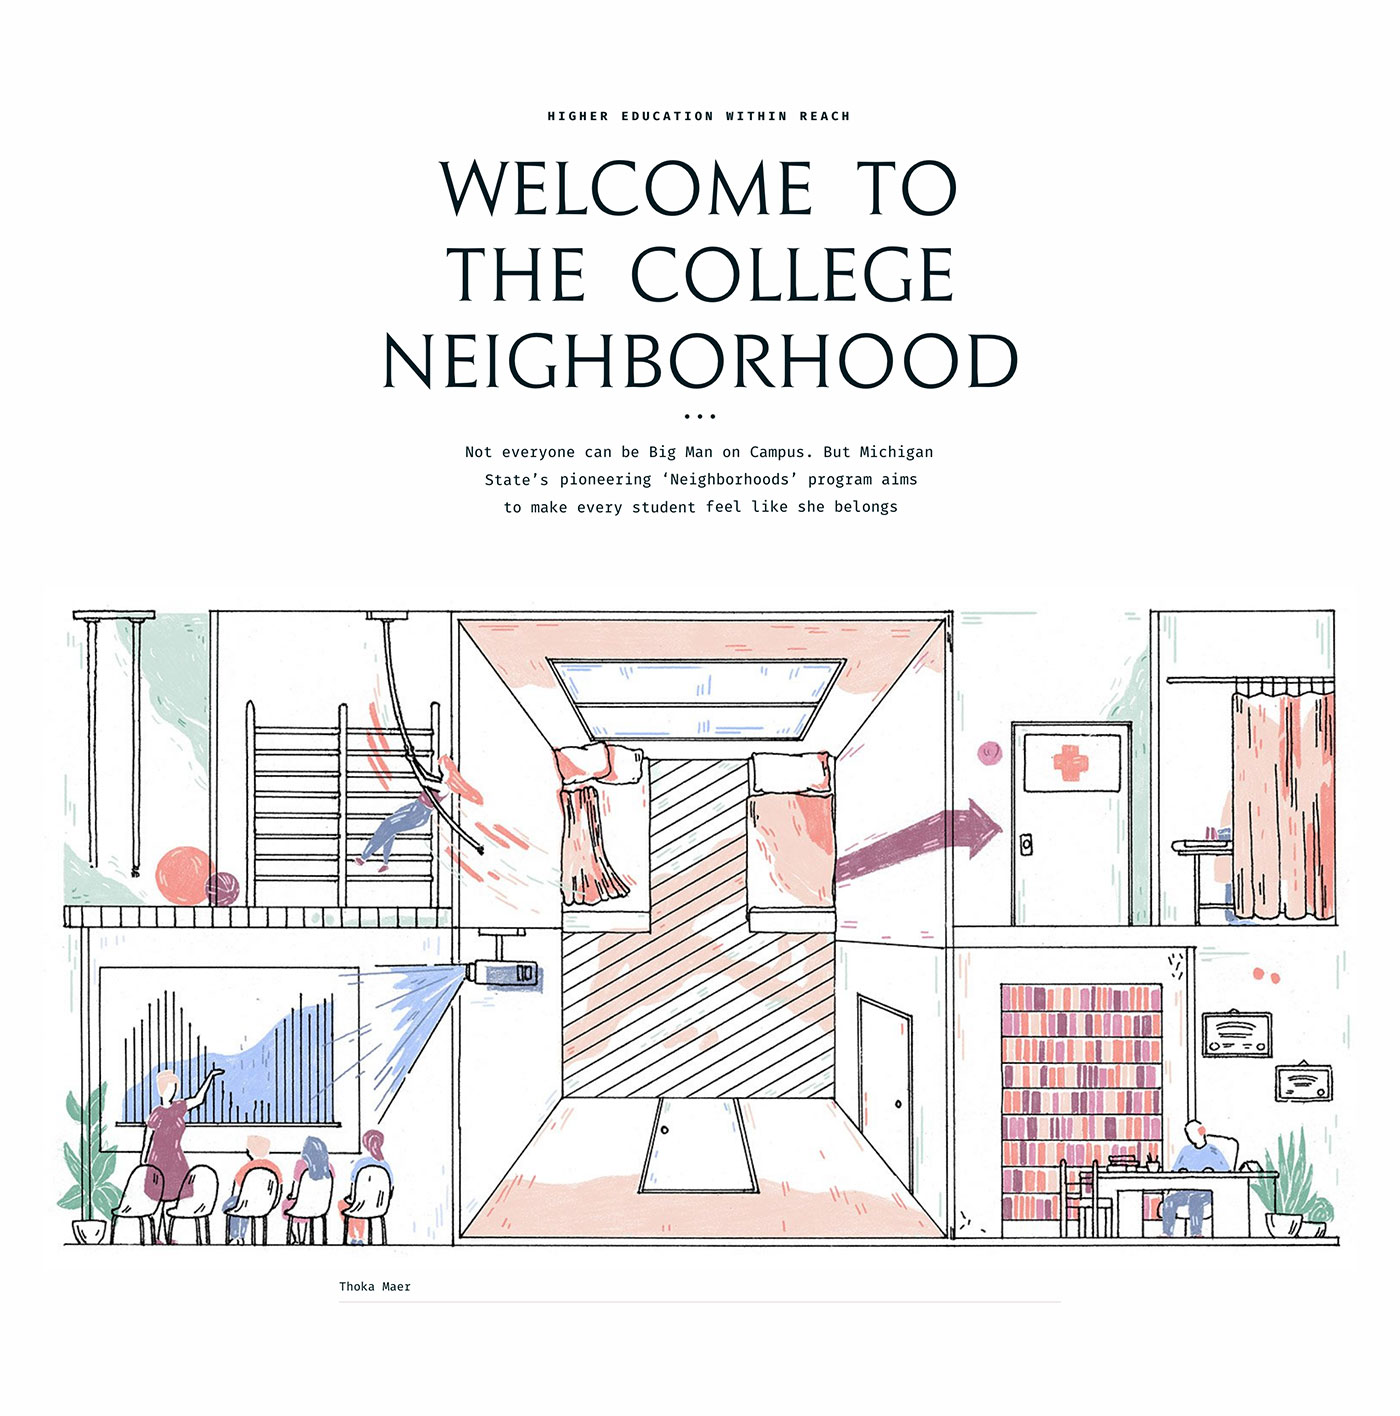 HIGHER EDUCATION WITHIN REACH
WELCOME TO
THE COLLEGE
NEIGHBORHOOD
...
Not everyone can be Big Man on Campus. But Michigan
State’s pioneering ‘Neighborhoods’ program aims
to make every student feel like she belongs
Thoka Maer